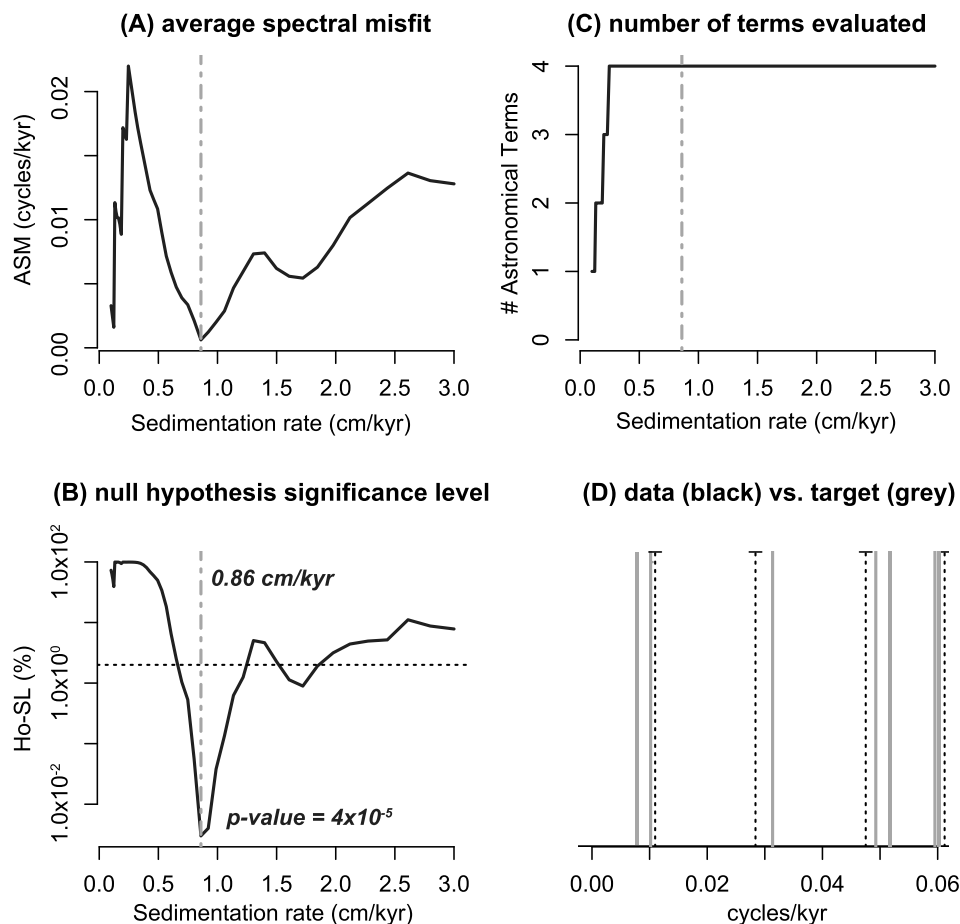 (A) average spectral misfit
ASM (cycles/kyr)
0.02
0.01
0.00
0.0 0.5 1.0 1.5 2.0 2.5 3.0
Sedimentation rate (cm/kyr)
(C) number of terms evaluated
# Astronomical Terms
4
3
2
1
0
0.0 0.5 1.0 1.5 2.0 2.5 3.0
Sedimentation rate (cm/kyr)
(B) null hypothesis significance level
Ho-SL (%)
1.0x10²
1.0x10⁰
1.0x10⁻²
0.86 cm/kyr
p-value = 4x10⁻⁵
0.0 0.5 1.0 1.5 2.0 2.5 3.0
Sedimentation rate (cm/kyr)
(D) data (black) vs. target (grey)
0.00 0.02 0.04 0.06
cycles/kyr